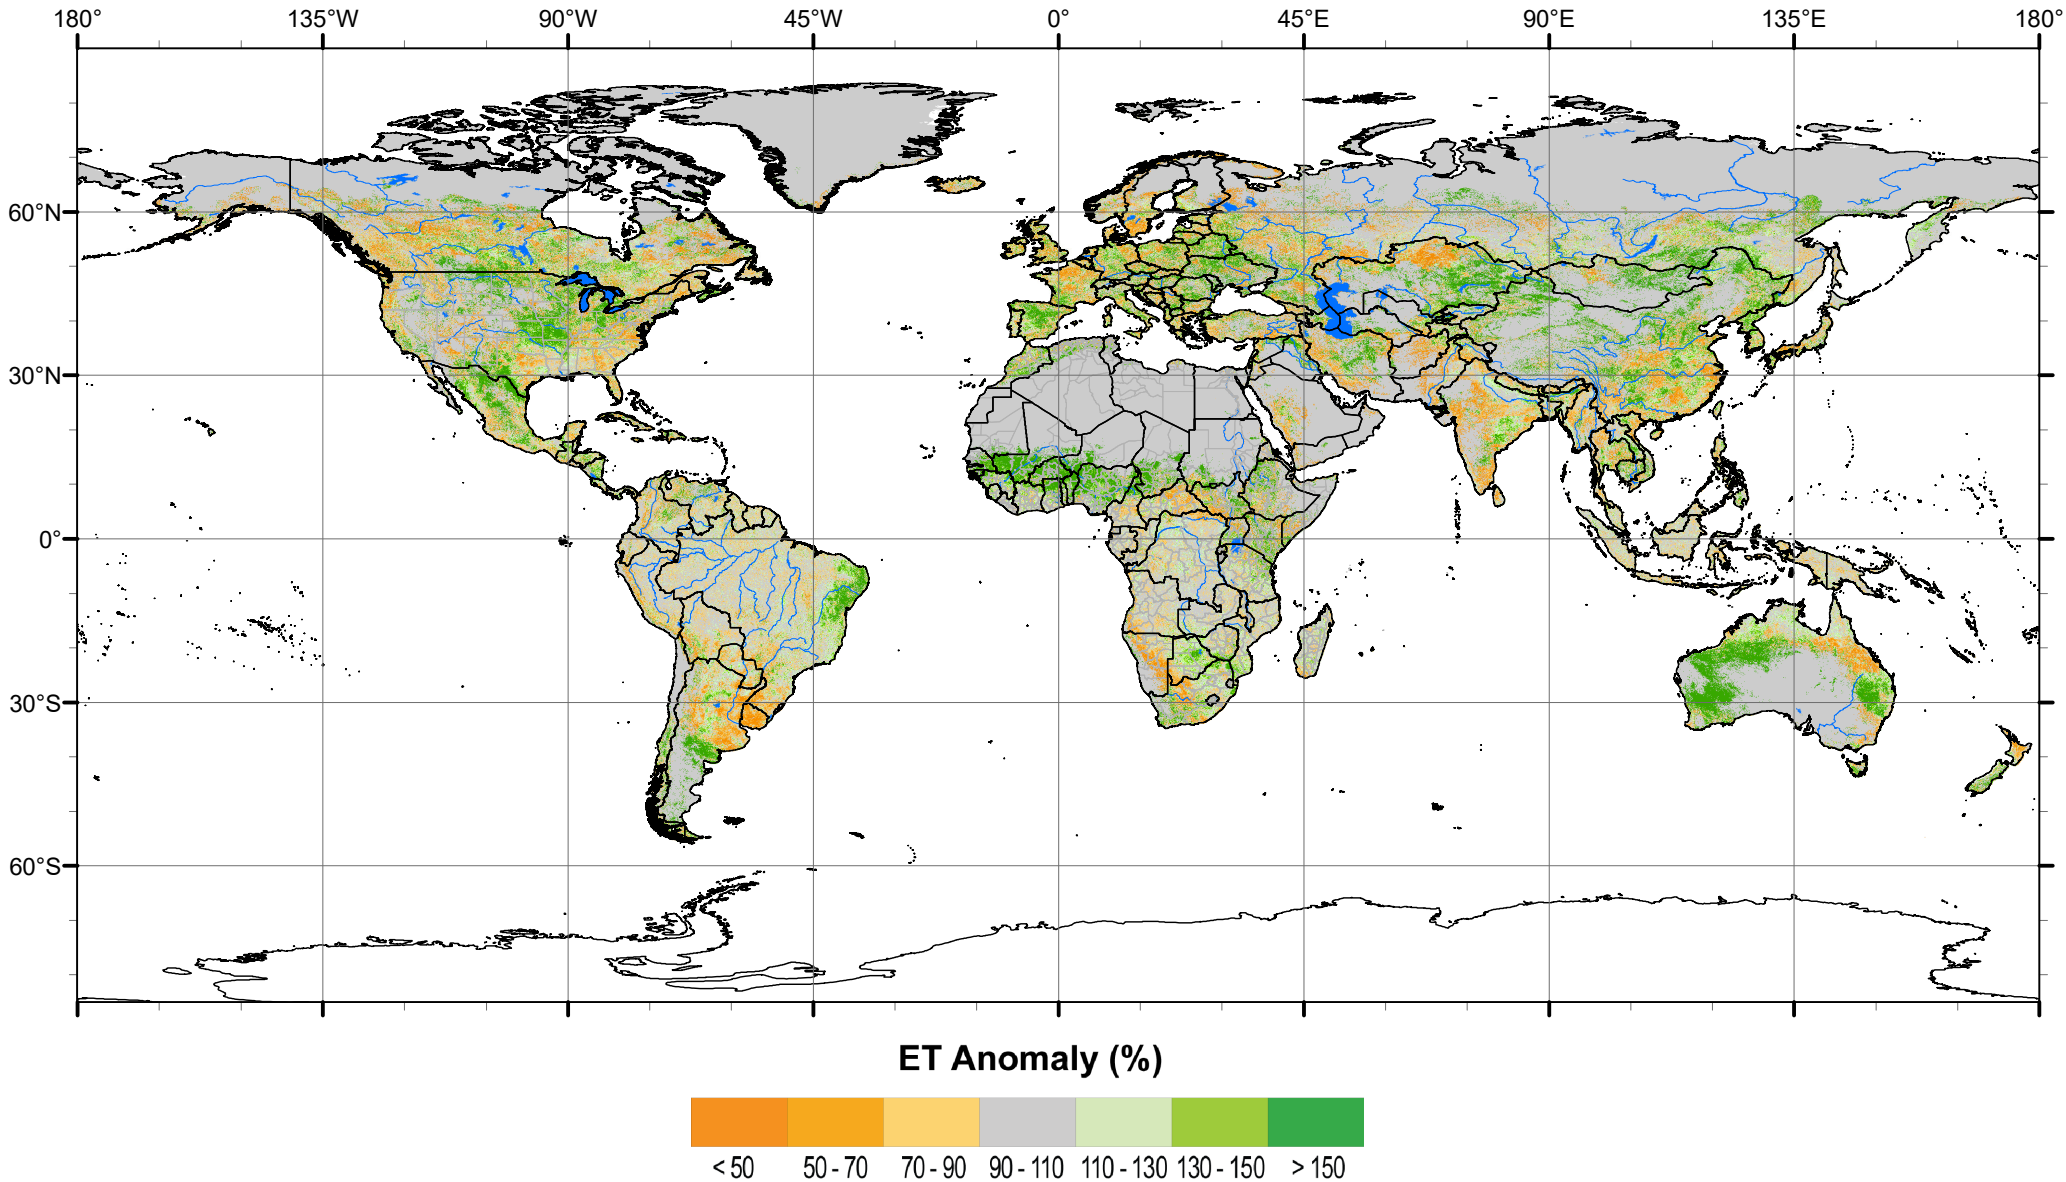 180° 135°W 90°W 45°W 0° 45°E 90°E 135°E 180°
60°N
30°N
0°
30°S
60°S
ET Anomaly (%)
< 50 50 - 70 70 - 90 90 - 110 110 - 130 130 - 150 > 150